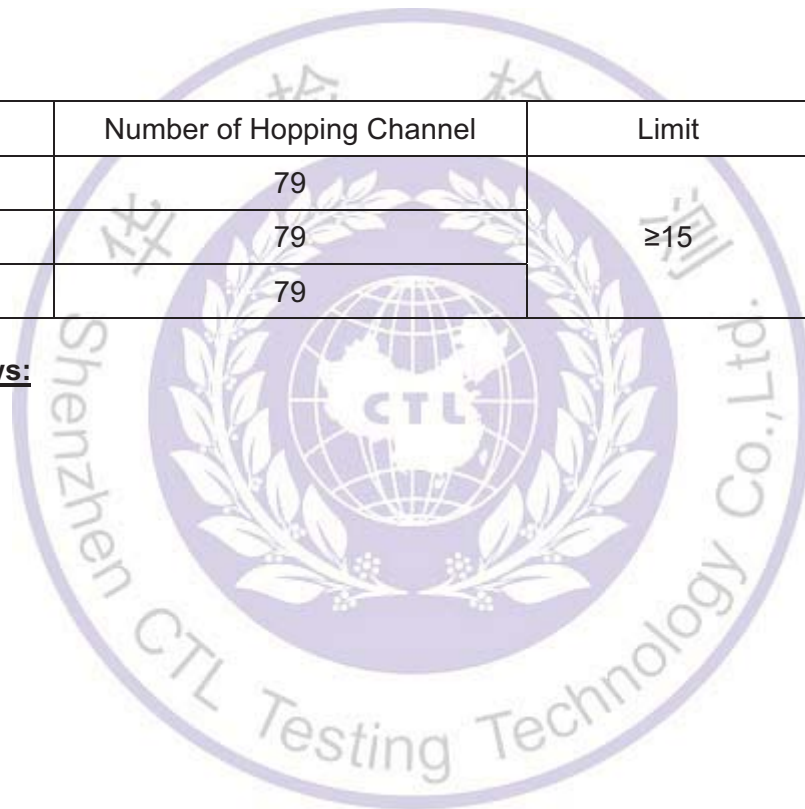 Number of Hopping Channel Limit
79
79 ≥15
79
ws:
CTL
Shenzhen CTL Testing Technology Co.,Ltd.